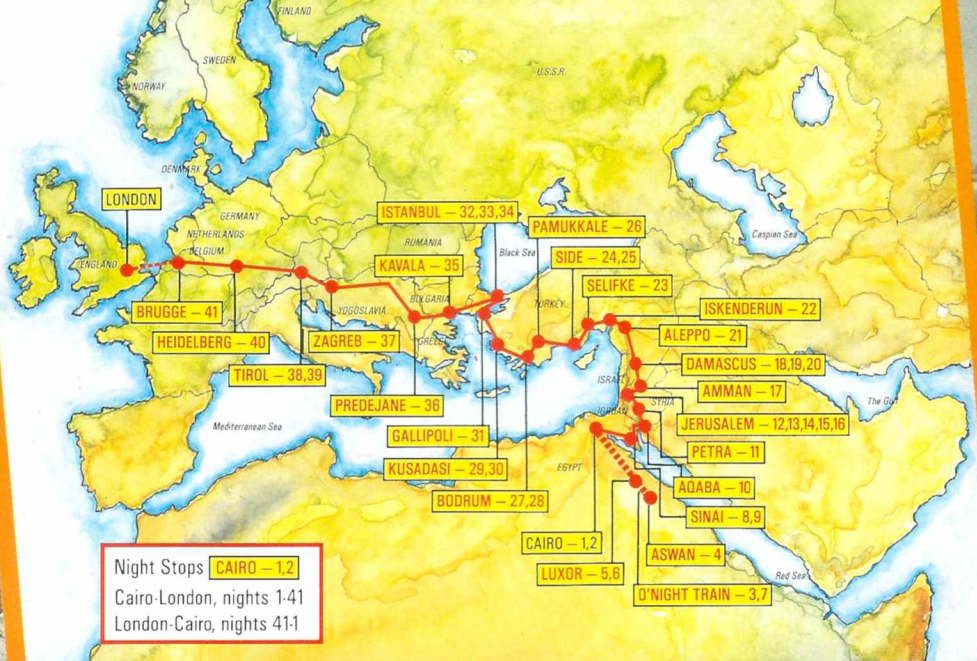 FINLAND
SWEDEN
NORWAY
U.S.S.R.
DENMARK
LONDON
GERMANY
ISTANBUL – 32,33,34
PAMUKKALE – 26
NETHERLANDS
BELGIUM
ENGLAND
RUMANIA
Black Sea
Caspian Sea
KAVALA – 35
SIDE – 24,25
SELIFKE – 23
BRUGGE – 41
YOGOSLAVIA
BULGARIA
TURKEY
ISKENDERUN – 22
HEIDELBERG – 40
ZAGREB – 37
GREECE
ALEPPO – 21
TIROL – 38,39
DAMASCUS – 18,19,20
ISRAEL
AMMAN – 17
SYRIA
The Gulf
PREDEJANE – 36
JORDAN
JERUSALEM – 12,13,14,15,16
Mediterranean Sea
GALLIPOLI – 31
PETRA – 11
KUSADASI – 29,30
EGYPT
AQABA – 10
BODRUM – 27,28
SINAI – 8,9
CAIRO – 1,2
ASWAN – 4
LUXOR – 5,6
Red Sea
O'NIGHT TRAIN – 3,7
Night Stops CAIRO – 1,2
Cairo-London, nights 1-41
London-Cairo, nights 41-1